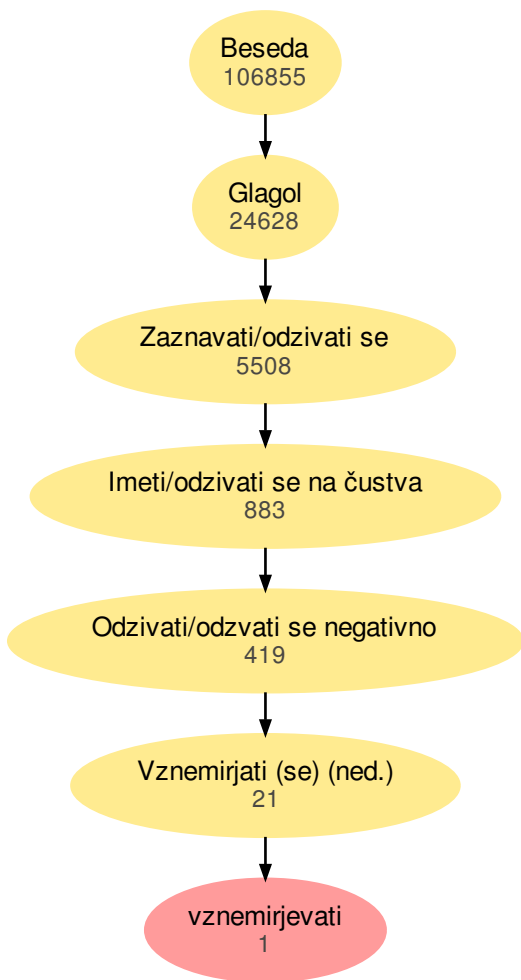 Beseda
106855
Glagol
24628
Zaznavati/odzivati se
5508
Imeti/odzivati se na čustva
883
Odzivati/odzvati se negativno
419
Vznemirjati (se) (ned.)
21
vznemirjevati
1